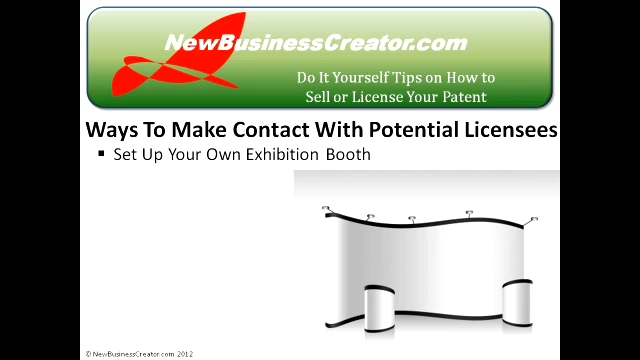 NewBusinessCreator.com
Do It Yourself Tips on How to
Sell or License Your Patent
Ways To Make Contact With Potential Licensees
▪ Set Up Your Own Exhibition Booth
© NewBusinessCreator.com 2012